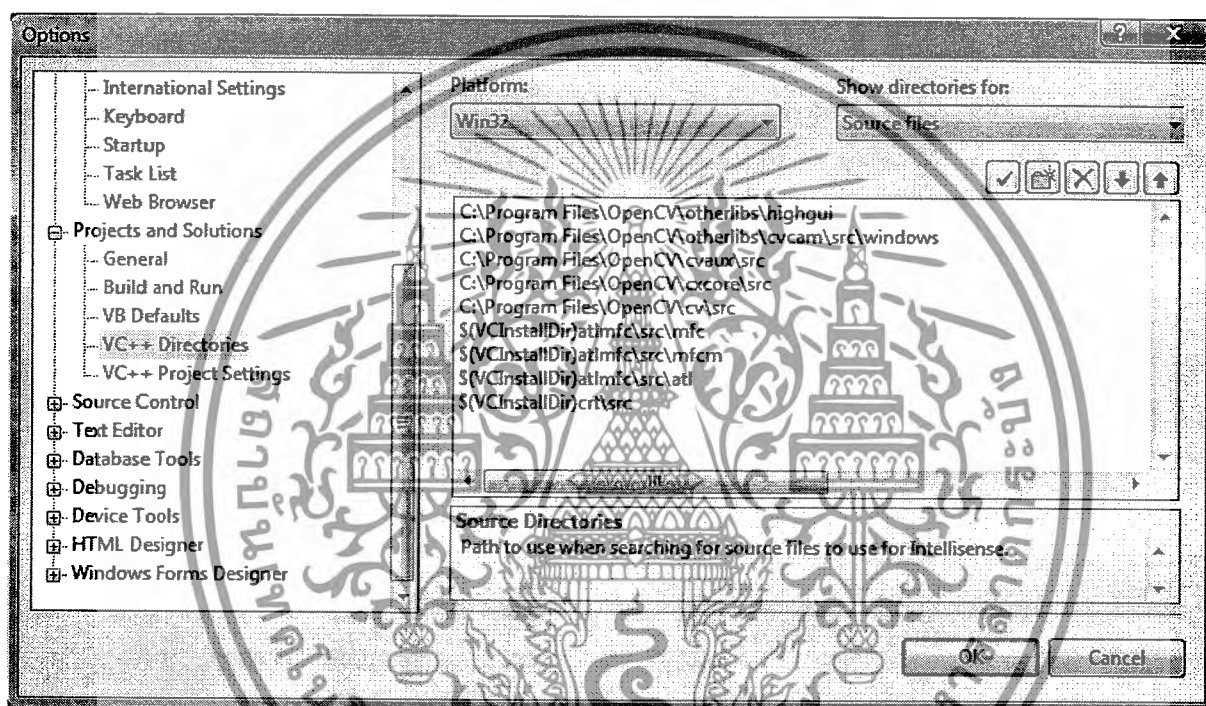 Options
International Settings
Keyboard
Startup
Task List
Web Browser
Projects and Solutions
General
Build and Run
VB Defaults
VC++ Directories
VC++ Project Settings
Source Control
Text Editor
Database Tools
Debugging
Device Tools
HTML Designer
Windows Forms Designer
Platform:
Win32
Show directories for:
Source files
C:\Program Files\OpenCV\otherlibs\highgui
C:\Program Files\OpenCV\otherlibs\cvcam\src\windows
C:\Program Files\OpenCV\cvaux\src
C:\Program Files\OpenCV\cxcore\src
C:\Program Files\OpenCV\cv\src
$(VCInstallDir)atlmfc\src\mfc
$(VCInstallDir)atlmfc\src\mfcm
$(VCInstallDir)atlmfc\src\atl
$(VCInstallDir)crt\src
Source Directories
Path to use when searching for source files to use for Intellisense.
OK
Cancel